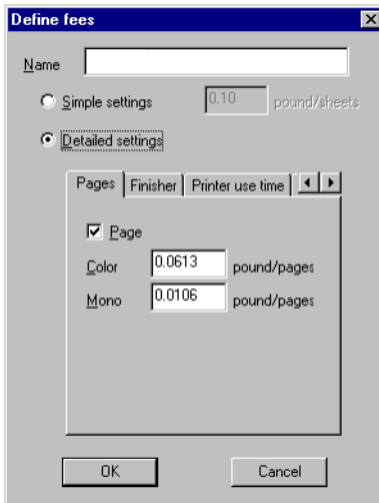 Define fees
Name
Simple settings 0.10 pound/sheets
Detailed settings
Pages Finisher Printer use time
Page
Color 0.0613 pound/pages
Mono 0.0106 pound/pages
OK Cancel